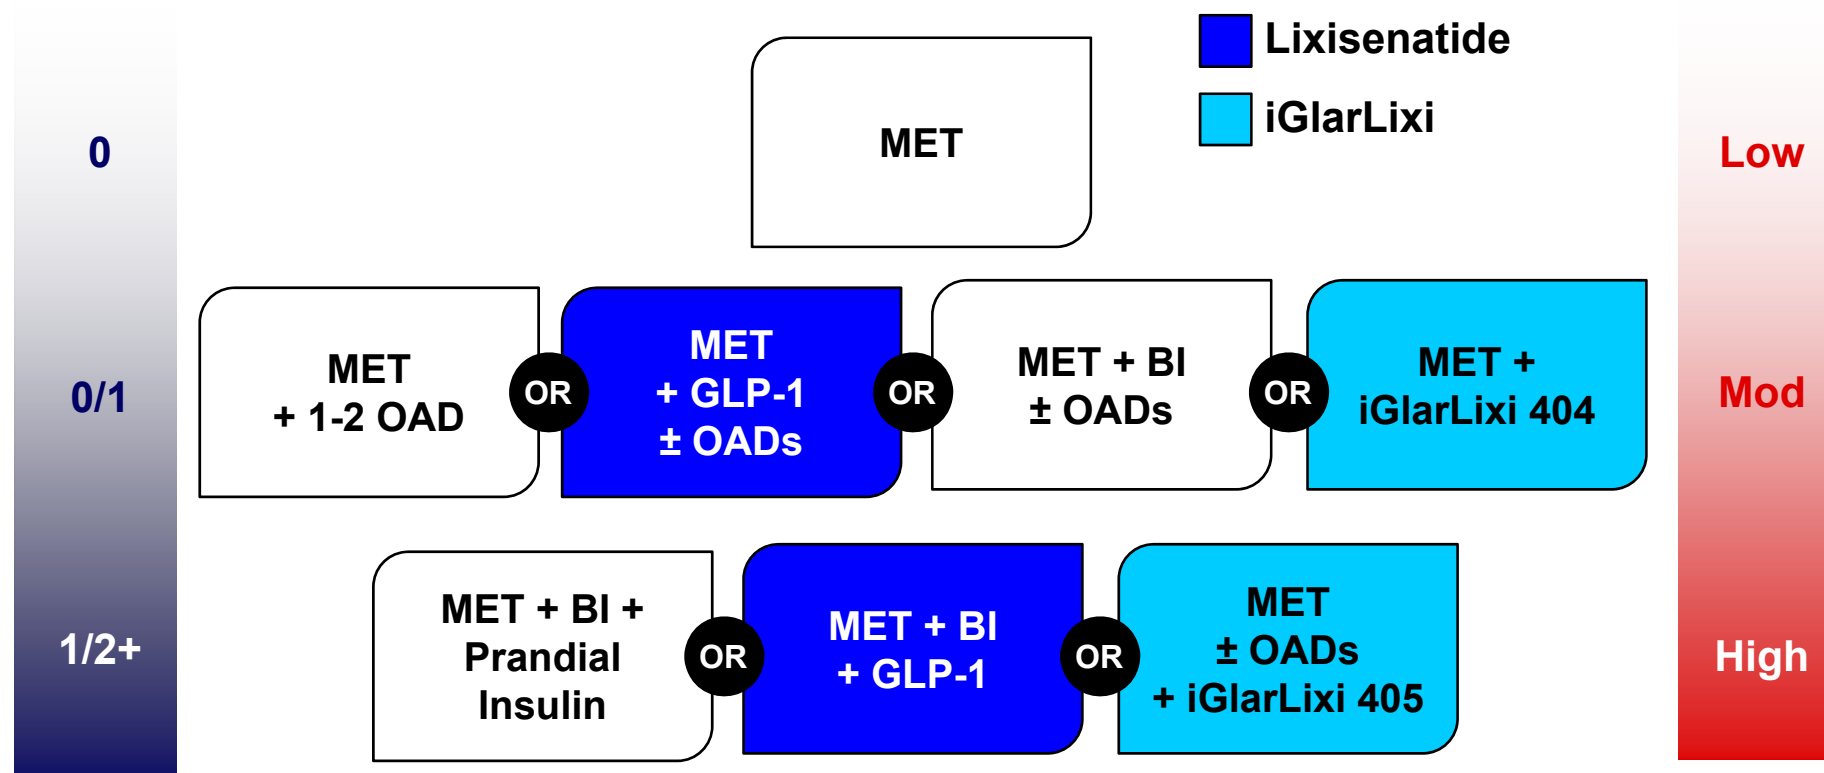 Lixisenatide
iGlarLixi
0
MET
Low
0/1
MET
+ 1-2 OAD
OR
MET
+ GLP-1
± OADs
OR
MET + BI
± OADs
OR
MET +
iGlarLixi 404
Mod
1/2+
MET + BI +
Prandial
Insulin
OR
MET + BI
+ GLP-1
OR
MET
± OADs
+ iGlarLixi 405
High